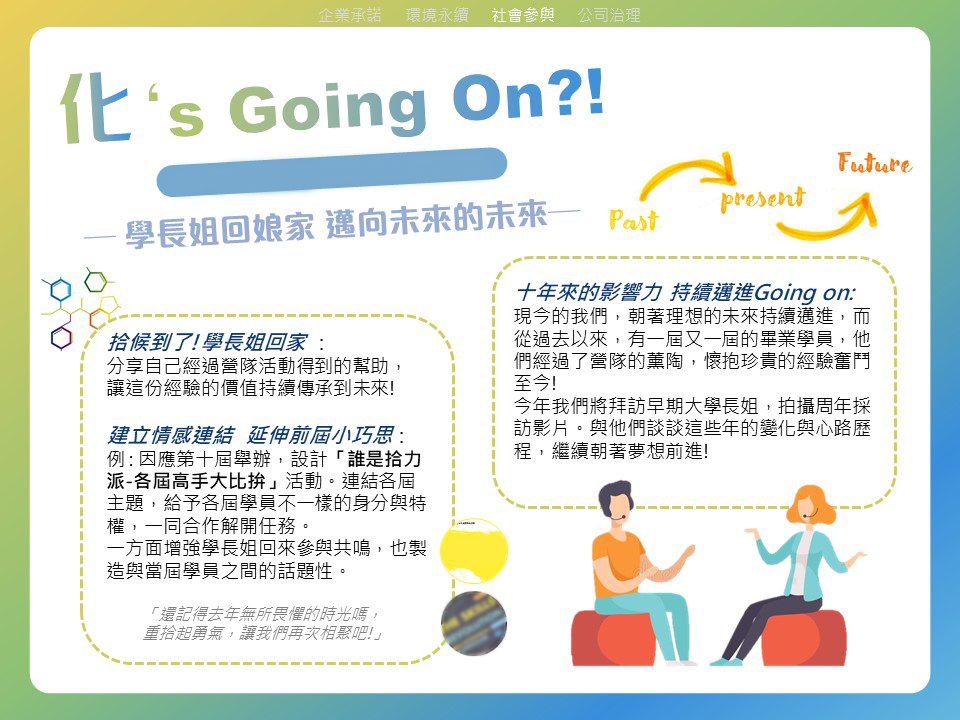 企業承諾 環境永續 社會參與 公司治理
化‘s Going On?!
— 學長姐回娘家 邁向未來的未來—
Past
present
Future
拾候到了! 學長姐回家 :
分享自己經過營隊活動得到的幫助，
讓這份經驗的價值持續傳承到未來!
建立情感連結 延伸前屆小巧思 :
例 : 因應第十屆舉辦，設計「誰是拾力
派-各屆高手大比拚」活動。連結各屆
主題，給予各屆學員不一樣的身分與特
權，一同合作解開任務。
一方面增強學長姐回來參與共鳴，也製
造與當屆學員之間的話題性。
「還記得去年無所畏懼的時光嗎，
重拾起勇氣，讓我們再次相聚吧!」
十年來的影響力 持續邁進Going on:
現今的我們，朝著理想的未來持續邁進，而
從過去以來，有一屆又一屆的畢業學員，他
們經過了營隊的薰陶，懷抱珍貴的經驗奮鬥
至今!
今年我們將拜訪早期大學長姐，拍攝周年採
訪影片。與他們談談這些年的變化與心路歷
程，繼續朝著夢想前進!